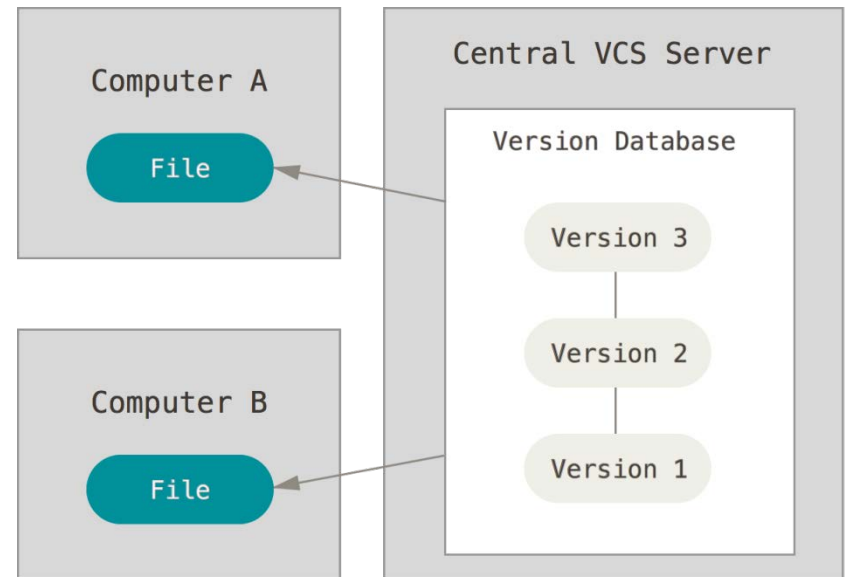 Computer A
File
Computer B
File
Central VCS Server
Version Database
Version 3
Version 2
Version 1